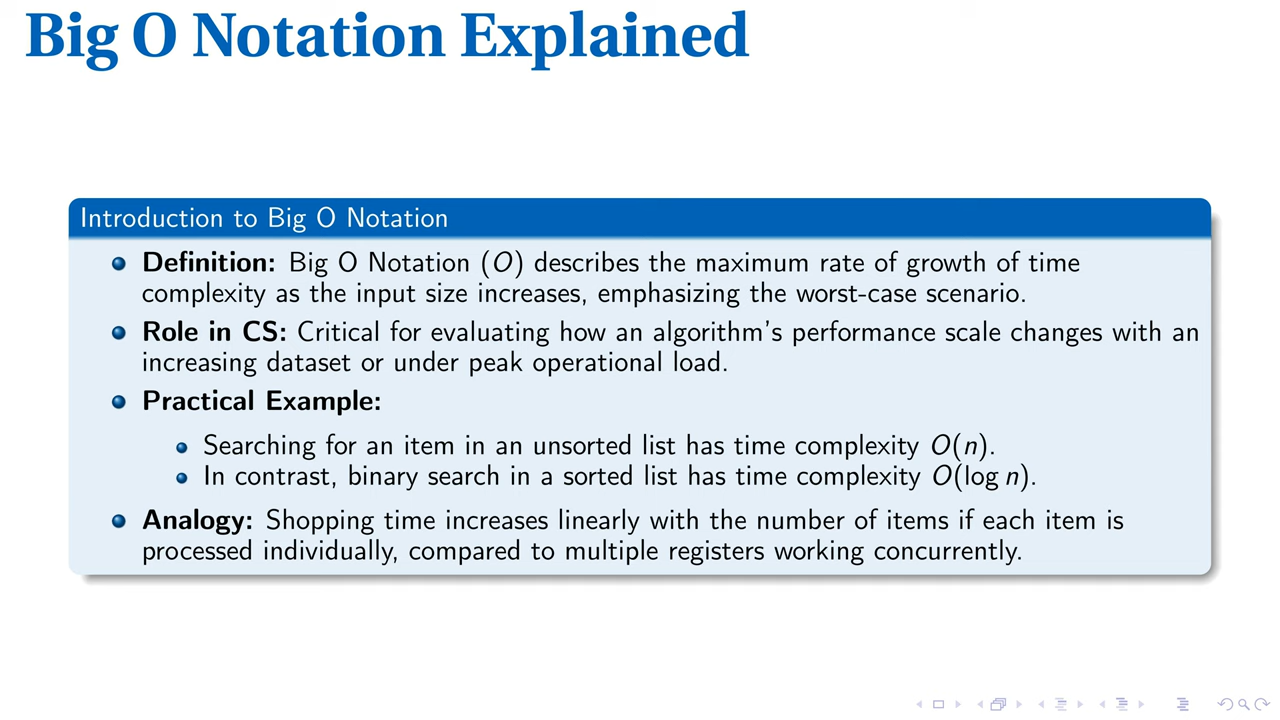 Big O Notation Explained
Introduction to Big O Notation
Definition: Big O Notation (O) describes the maximum rate of growth of time
complexity as the input size increases, emphasizing the worst-case scenario.
Role in CS: Critical for evaluating how an algorithm's performance scale changes with an
increasing dataset or under peak operational load.
Practical Example:
Searching for an item in an unsorted list has time complexity O(n).
In contrast, binary search in a sorted list has time complexity O(log n).
Analogy: Shopping time increases linearly with the number of items if each item is
processed individually, compared to multiple registers working concurrently.